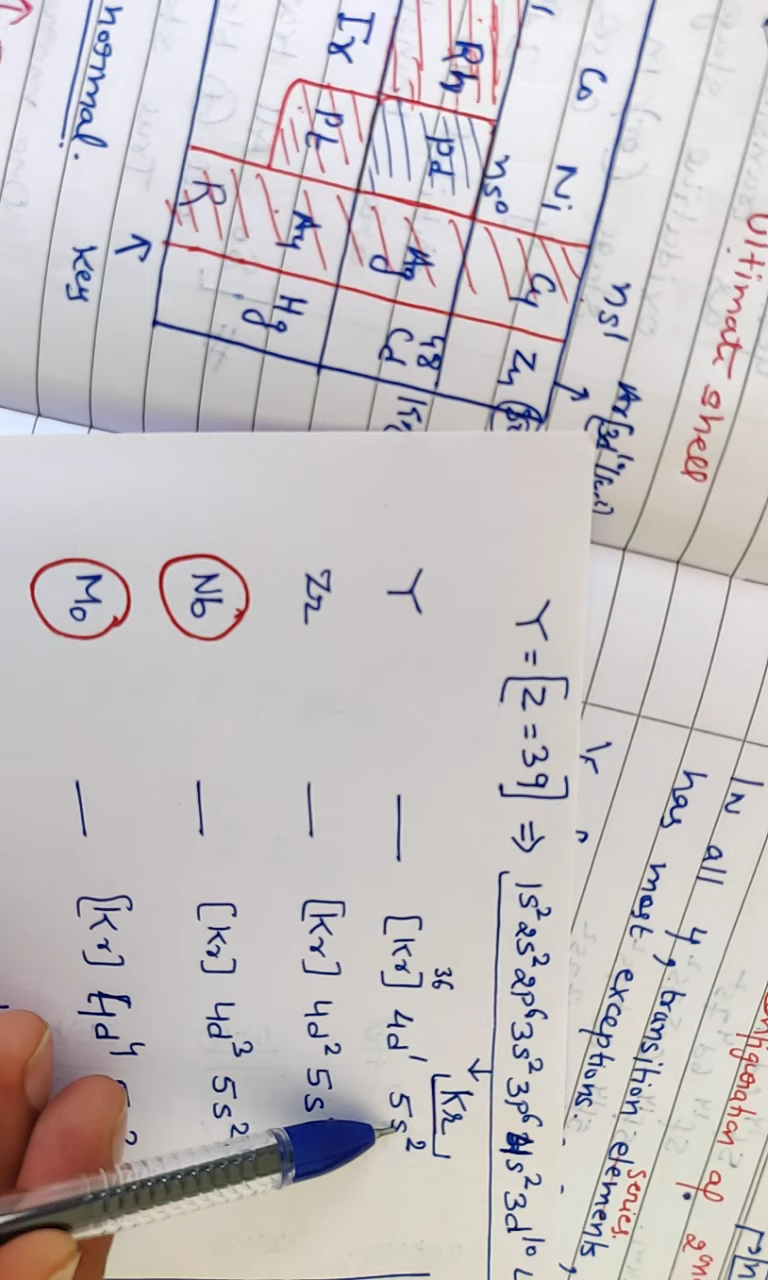 Ultimate shell
ns1
Co Ni Cu Zn
ns0
Rh Pd Ag 48 Cd
Ir Pt Au Hg
R
normal. Key
configuration of 2nd
IN all 4, transition elements, series.
has most exceptions
Y = [Z = 39] ⇒ 1s² 2s² 2p⁶ 3s² 3p⁶ 4s² 3d¹⁰
Kr
Y — [Kr]³⁶ 4d¹ 5s²
Zr — [Kr] 4d² 5s
Nb — [Kr] 4d³ 5s²
Mo — [Kr] 4d⁴